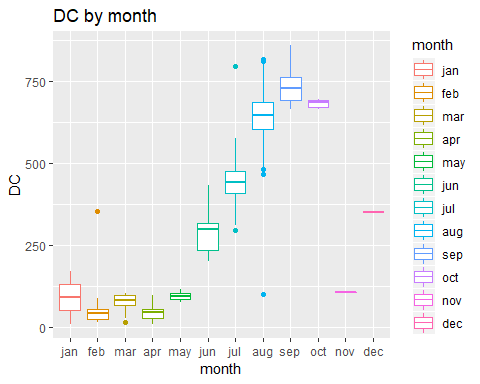 DC by month
DC
750
500
250
0
jan feb mar apr may jun jul aug sep oct nov dec
month
month
jan
feb
mar
apr
may
jun
jul
aug
sep
oct
nov
dec